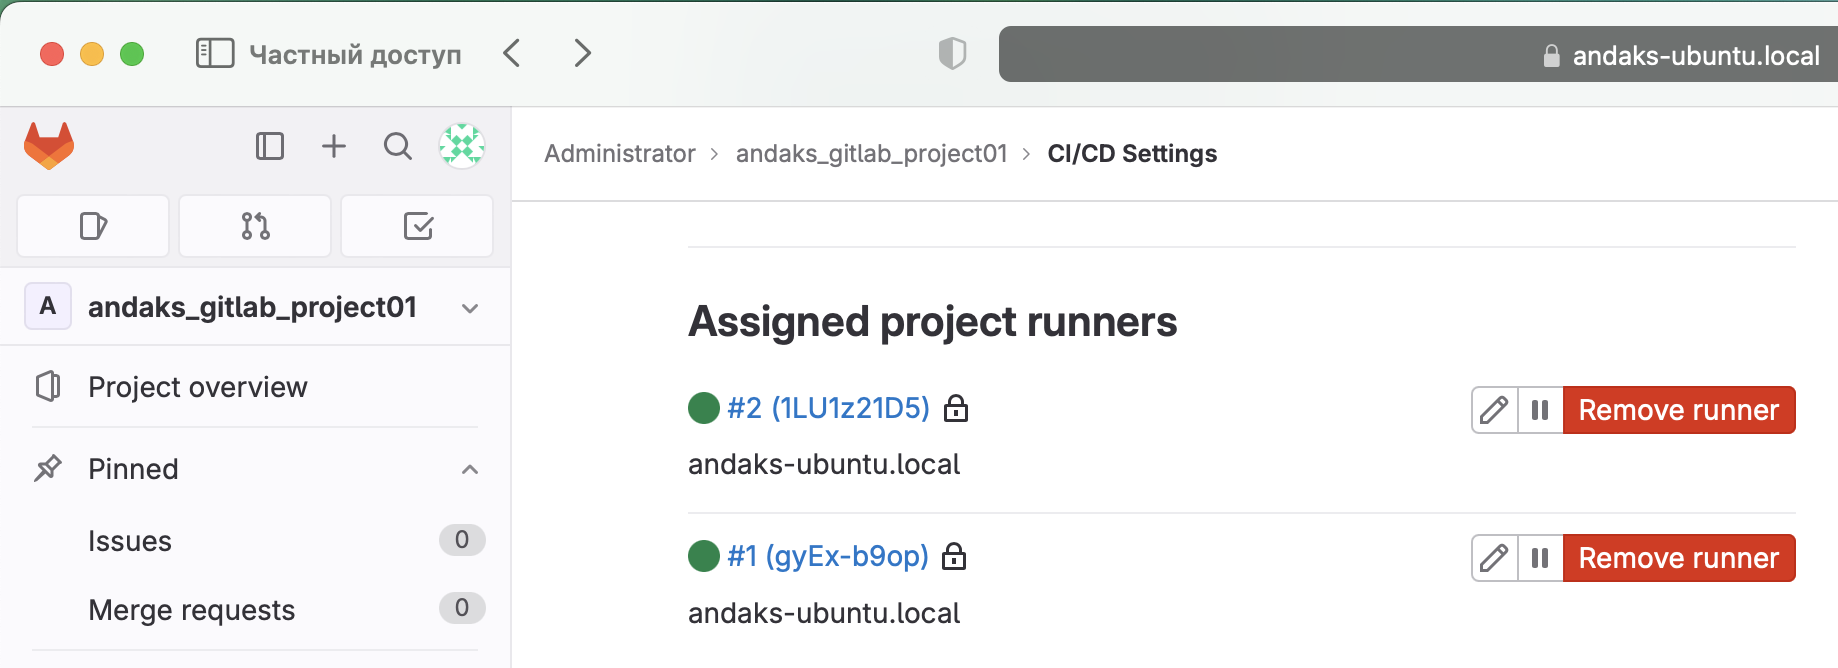 Частный доступ
andaks-ubuntu.local
Administrator > andaks_gitlab_project01 > CI/CD Settings
A andaks_gitlab_project01
Project overview
Pinned
Issues 0
Merge requests 0
Assigned project runners
#2 (1LU1z21D5) Remove runner
andaks-ubuntu.local
#1 (gyEx-b9op) Remove runner
andaks-ubuntu.local